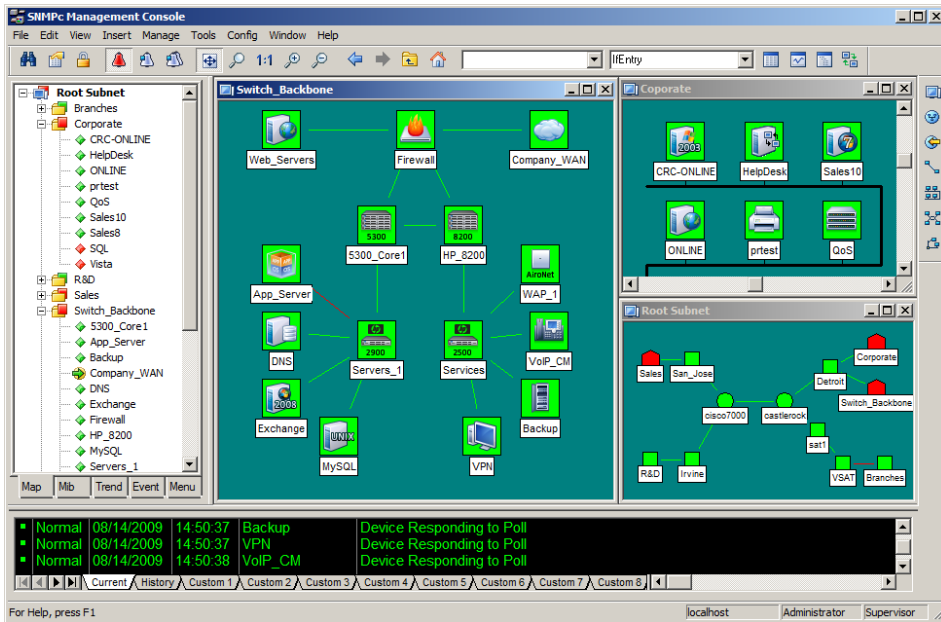 SNMPc Management Console
File Edit View Insert Manage Tools Config Window Help
1:1
IfEntry
Root Subnet
Branches
Corporate
CRC-ONLINE
HelpDesk
ONLINE
prtest
QoS
Sales10
Sales8
SQL
Vista
R&D
Sales
Switch_Backbone
5300_Core1
App_Server
Backup
Company_WAN
DNS
Exchange
Firewall
HP_8200
MySQL
Servers_1
Map Mib Trend Event Menu
Switch_Backbone
Web_Servers
Firewall
Company_WAN
5300
8200
5300_Core1
HP_8200
App_Server
AiroNet
WAP_1
DNS
hp
2900
Servers_1
hp
2500
Services
VoIP_CM
2008
Exchange
Backup
UNIX
MySQL
VPN
Coporate
2003
CRC-ONLINE
HelpDesk
7
Sales10
ONLINE
prtest
QoS
Root Subnet
Sales
San_Jose
Corporate
Detroit
Switch_Backbone
cisco7000
castlerock
sat1
R&D
Irvine
VSAT
Branches
Normal 08/14/2009 14:50:37 Backup Device Responding to Poll
Normal 08/14/2009 14:50:37 VPN Device Responding to Poll
Normal 08/14/2009 14:50:38 VoIP_CM Device Responding to Poll
Current History Custom 1 Custom 2 Custom 3 Custom 4 Custom 5 Custom 6 Custom 7 Custom 8
For Help, press F1
localhost Administrator Supervisor